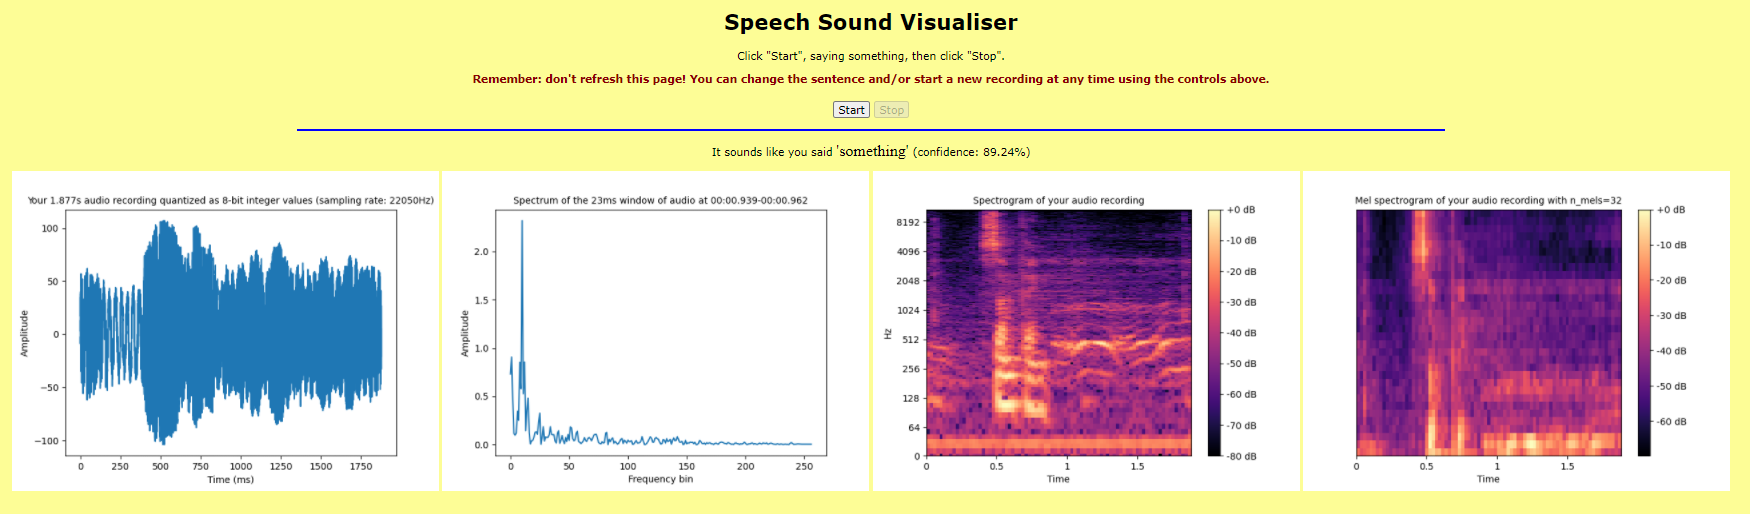 Speech Sound Visualiser
Click "Start", saying something, then click "Stop".
Remember: don't refresh this page! You can change the sentence and/or start a new recording at any time using the controls above.
Start Stop
It sounds like you said 'something' (confidence: 89.24%)
Your 1.877s audio recording quantized as 8-bit integer values (sampling rate: 22050Hz)
100
50
0
−50
−100
Amplitude
0 250 500 750 1000 1250 1500 1750
Time (ms)
Spectrum of the 23ms window of audio at 00:00.939-00:00.962
2.0
1.5
1.0
0.5
0.0
Amplitude
0 50 100 150 200 250
Frequency bin
Spectrogram of your audio recording
8192
4096
2048
1024
512
256
128
64
0
Hz
0 0.5 1 1.5
Time
+0 dB
-10 dB
-20 dB
-30 dB
-40 dB
-50 dB
-60 dB
-70 dB
-80 dB
Mel spectrogram of your audio recording with n_mels=32
0 0.5 1 1.5
Time
+0 dB
-10 dB
-20 dB
-30 dB
-40 dB
-50 dB
-60 dB